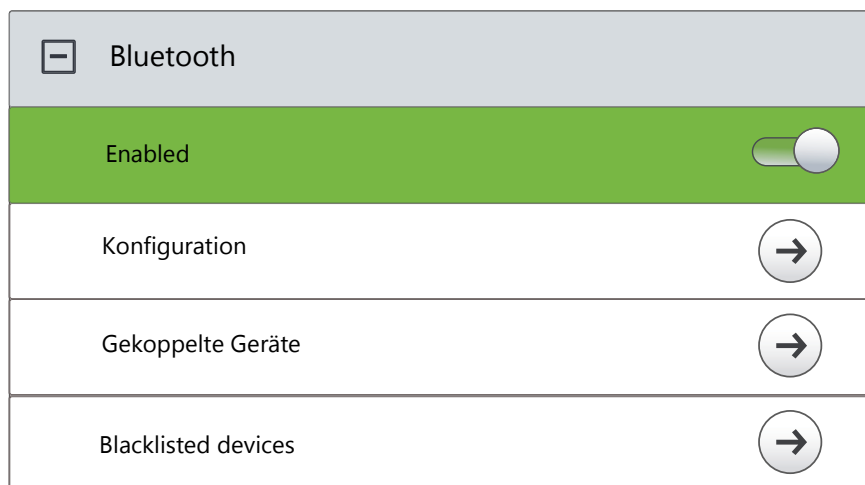 Bluetooth
Enabled
Konfiguration
Gekoppelte Geräte
Blacklisted devices